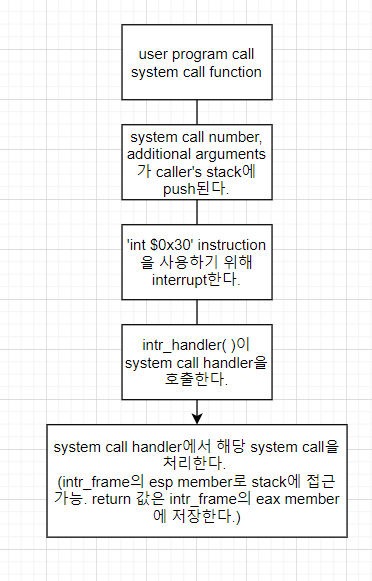 user program call
system call function
system call number,
additional arguments
가 caller's stack에
push된다.
'int $0x30' instruction
을 사용하기 위해
interrupt한다.
intr_handler( )이
system call handler을
호출한다.
system call handler에서 해당 system call을
처리한다.
(intr_frame의 esp member로 stack에 접근
가능. return 값은 intr_frame의 eax member
에 저장한다.)